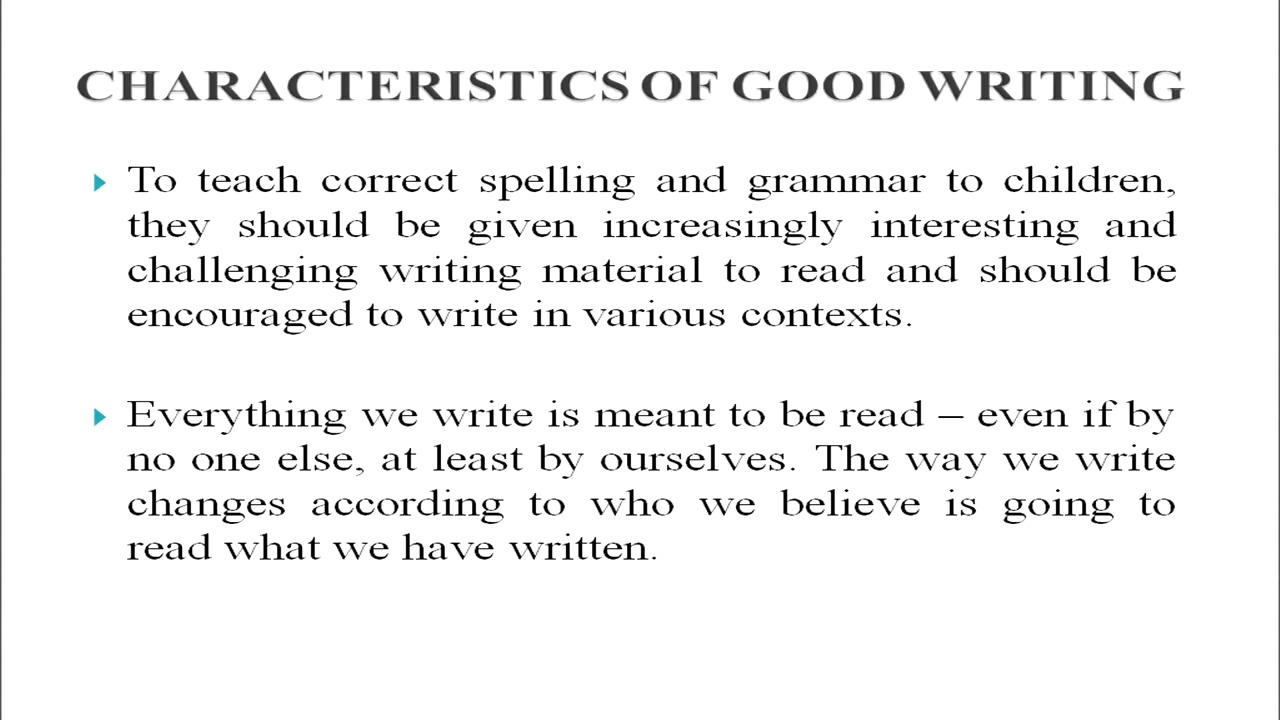 CHARACTERISTICS OF GOOD WRITING
To teach correct spelling and grammar to children,
they should be given increasingly interesting and
challenging writing material to read and should be
encouraged to write in various contexts.
Everything we write is meant to be read – even if by
no one else, at least by ourselves. The way we write
changes according to who we believe is going to
read what we have written.